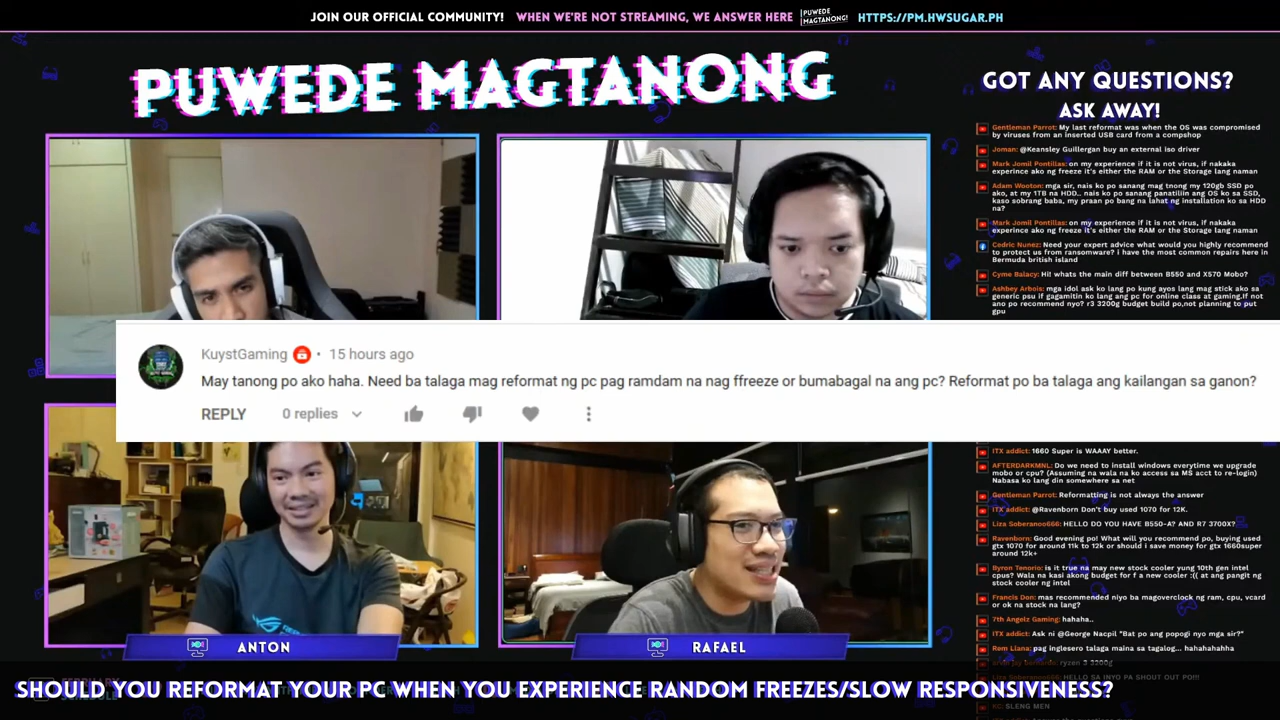 JOIN OUR OFFICIAL COMMUNITY! WHEN WE'RE NOT STREAMING, WE ANSWER HERE PUWEDE MAGTANONG! HTTPS://PM.HWSUGAR.PH
PUWEDE MAGTANONG
GOT ANY QUESTIONS?
ASK AWAY!
Gentleman Parrot: My last reformat was when the OS was compromised
by viruses from an inserted USB card from a compshop
Joman: @Keansley Guillergan buy an external iso driver
Mark Jomil Pontillas: on my experience if it is not virus, if nakaka
experince ako ng freeze it's either the RAM or the Storage lang naman
Adam Wooton: mga sir, nais ko po sanang mag tnong my 120gb SSD po
ako, at my 1TB na HDD.. nais ko po sanang panatiliin ang OS ko sa SSD,
kaso sobrang baba, my praan po bang na lahat ng installation ko sa HDD
na?
Mark Jomil Pontillas: on my experience if it is not virus, if nakaka
experince ako ng freeze it's either the RAM or the Storage lang naman
Cedric Nunez: Need your expert advice what would you highly recommend
to protect us from ransomware? i have the most common repairs here in
Bermuda british island
Cyme Balacy: Hi! whats the main diff between B550 and X570 Mobo?
Ashbey Arbois: mga idol ask ko lang po kung ayos lang mag stick ako sa
generic psu if gagamitin ko lang ang pc for online class at gaming.If not
ano po recommend nyo? r3 3200g budget build po,not planning to put
gpu
KuystGaming • 15 hours ago
May tanong po ako haha. Need ba talaga mag reformat ng pc pag ramdam na nag ffreeze or bumabagal na ang pc? Reformat po ba talaga ang kailangan sa ganon?
REPLY 0 replies
ITX addict: 1660 Super is WAAAY better.
AFTERDARKMNL: Do we need to install windows everytime we upgrade
mobo or cpu? (Assuming na wala na ko access sa MS acct to re-login)
Nabasa ko lang din somewhere sa net
Gentleman Parrot: Reformatting is not always the answer
ITX addict: @Ravenborn Don't buy used 1070 for 12K.
Liza Soberanoo666: HELLO DO YOU HAVE B550-A? AND R7 3700X?
Ravenborn: Good evening po! What will you recommend po, buying used
gtx 1070 for around 11k to 12k or should i save money for gtx 1660super
around 12k+
Byron Tenorio: is it true na may new stock cooler yung 10th gen intel
cpus? Wala na kasi akong budget for f a new cooler :(( at ang pangit ng
stock cooler ng intel
Francis Don: mas recommended niyo ba magoverclock ng ram, cpu, vcard
or ok na stock na lang?
7th Angelz Gaming: hahaha..
ITX addict: Ask ni @George Nacpil "Bat po ang popogi nyo mga sir?"
Rom Liana: pag inglesero talaga maina sa tagalog... hahahahahha
ryzen 3 3200g
Liza Soberanoo666: HELLO SA INYO PA SHOUT OUT PO!!!
KC: SLENG MEN
ANTON
RAFAEL
SHOULD YOU REFORMAT YOUR PC WHEN YOU EXPERIENCE RANDOM FREEZES/SLOW RESPONSIVENESS?